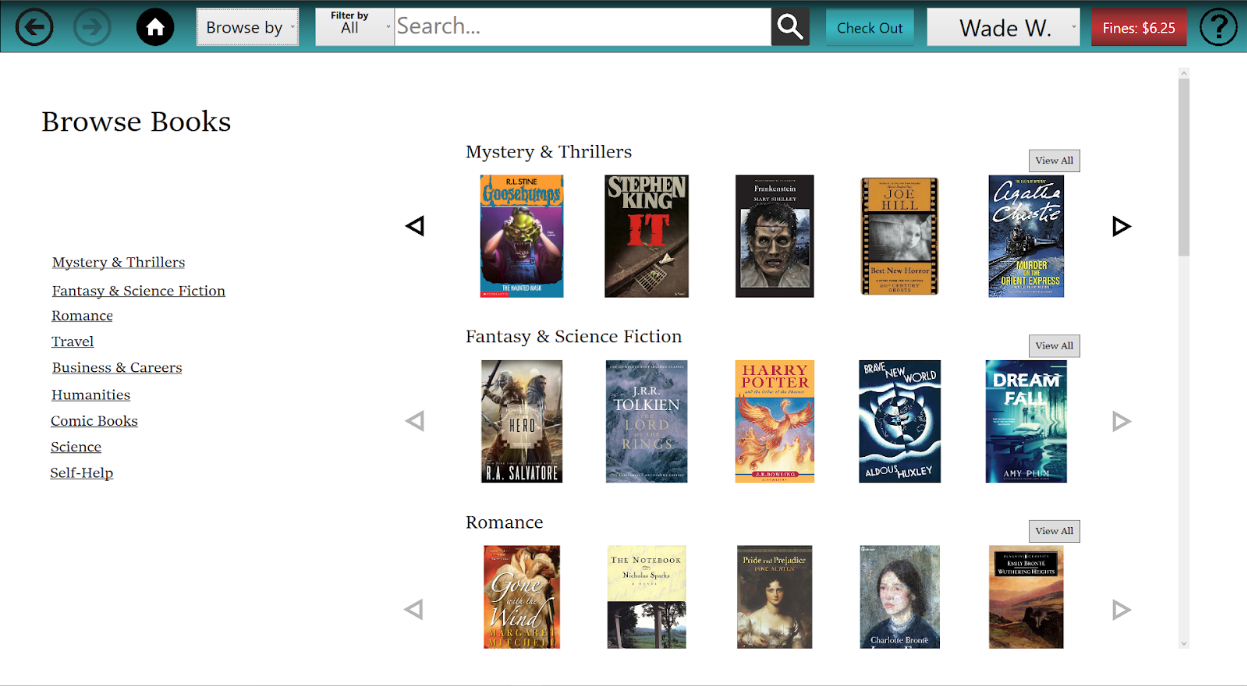 Browse by
Filter by
All
Search...
Check Out
Wade W.
Fines: $6.25
?
Browse Books
Mystery & Thrillers
Fantasy & Science Fiction
Romance
Travel
Business & Careers
Humanities
Comic Books
Science
Self-Help
Mystery & Thrillers
View All
R.L. STINE
Goosebumps
THE HAUNTED MASK
STEPHEN
KING
IT
Frankenstein
MARY SHELLEY
JOE
HILL
Best New Horror
20TH CENTURY
GHOSTS
Agatha
Christie
MURDER
ON THE
ORIENT EXPRESS
Fantasy & Science Fiction
View All
HERO
R.A. SALVATORE
J.R.R.
TOLKIEN
THE
LORD
OF THE
RINGS
HARRY
POTTER
and the Order of the Phoenix
J.K. ROWLING
BRAVE NEW WORLD
ALDOUS HUXLEY
DREAM
FALL
AMY PLUM
Romance
View All
Gone
with the
Wind
MARGARET
MITCHELL
THE NOTEBOOK
Nicholas Sparks
A NOVEL
Pride and Prejudice
JANE AUSTEN
Charlotte Brontë
EMILY BRONTË
WUTHERING HEIGHTS